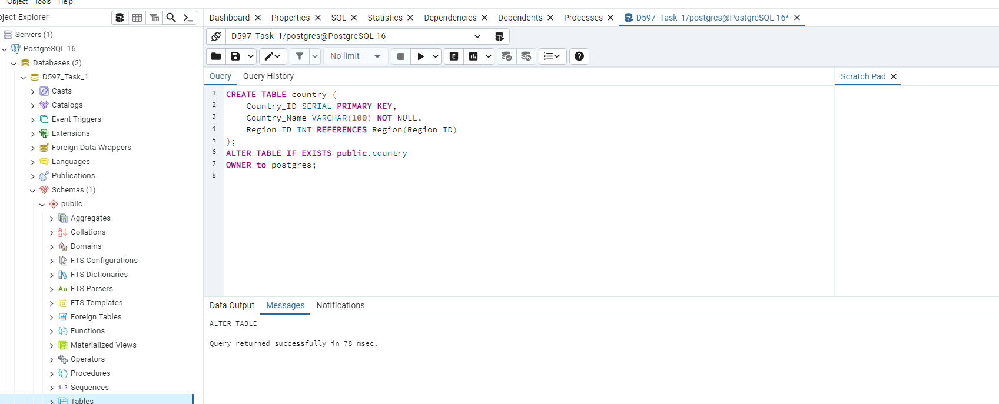 Object Tools Help
ject Explorer
Dashboard Properties SQL Statistics Dependencies Dependents Processes D597_Task_1/postgres@PostgreSQL 16*
Servers (1)
PostgreSQL 16
Databases (2)
D597_Task_1
Casts
Catalogs
Event Triggers
Extensions
Foreign Data Wrappers
Languages
Publications
Schemas (1)
public
Aggregates
Collations
Domains
FTS Configurations
FTS Dictionaries
Aa FTS Parsers
FTS Templates
Foreign Tables
Functions
Materialized Views
Operators
Procedures
1..3 Sequences
Tables
D597_Task_1/postgres@PostgreSQL 16
No limit
E
Query Query History
Scratch Pad
1 CREATE TABLE country (
2 Country_ID SERIAL PRIMARY KEY,
3 Country_Name VARCHAR(100) NOT NULL,
4 Region_ID INT REFERENCES Region(Region_ID)
5 );
6 ALTER TABLE IF EXISTS public.country
7 OWNER to postgres;
8
Data Output Messages Notifications
ALTER TABLE
Query returned successfully in 78 msec.